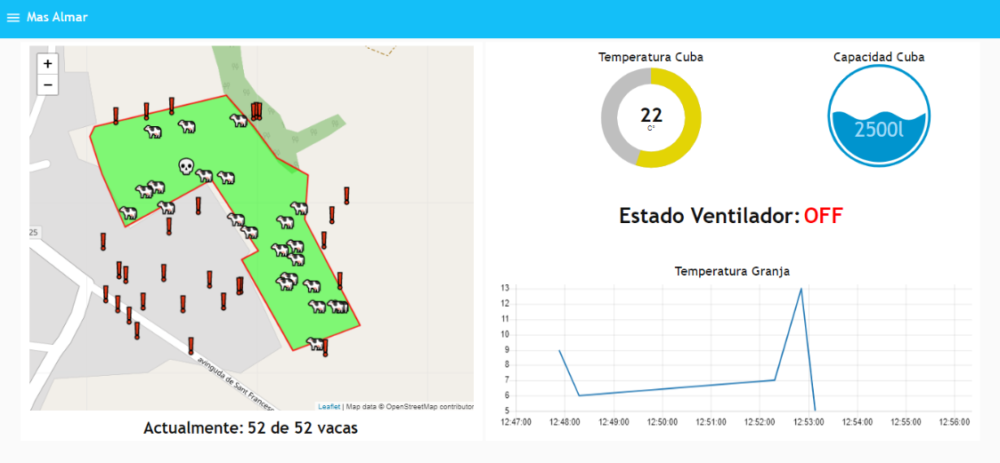 Mas Almar
+
−
25
avinguda de Sant Francesc
Leaflet | Map data © OpenStreetMap contributor
Actualmente: 52 de 52 vacas
Temperatura Cuba
22
C°
Capacidad Cuba
2500l
Estado Ventilador: OFF
Temperatura Granja
13
12
11
10
9
8
7
6
5
12:47:00 12:48:00 12:49:00 12:50:00 12:51:00 12:52:00 12:53:00 12:54:00 12:55:00 12:56:00